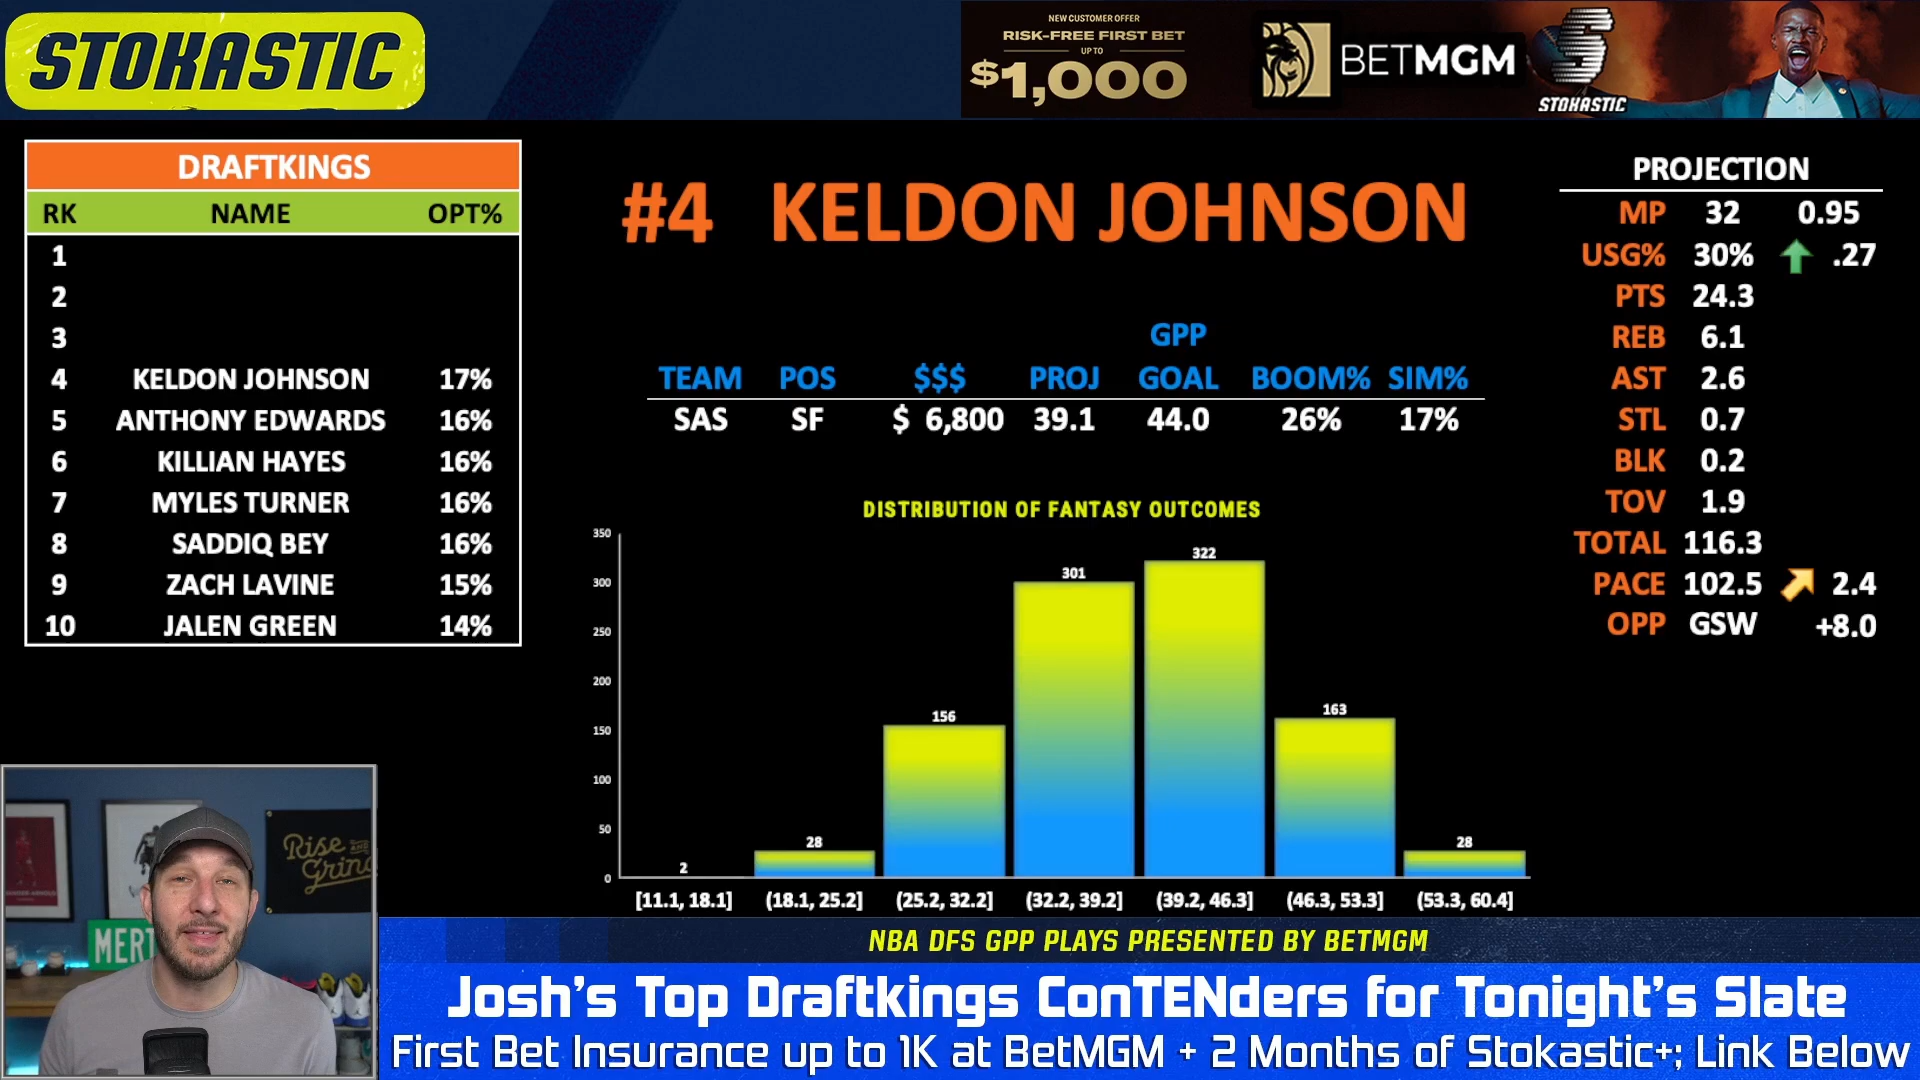 STOKASTIC
NEW CUSTOMER OFFER
RISK-FREE FIRST BET
UP TO
$1,000
BETMGM
STOKASTIC
DRAFTKINGS
RK NAME OPT%
1
2
3
4 KELDON JOHNSON 17%
5 ANTHONY EDWARDS 16%
6 KILLIAN HAYES 16%
7 MYLES TURNER 16%
8 SADDIQ BEY 16%
9 ZACH LAVINE 15%
10 JALEN GREEN 14%
#4 KELDON JOHNSON
GPP
TEAM POS $$$ PROJ GOAL BOOM% SIM%
SAS SF $ 6,800 39.1 44.0 26% 17%
DISTRIBUTION OF FANTASY OUTCOMES
350
300
250
200
150
100
50
0
2 28 156 301 322 163 28
[11.1, 18.1] (18.1, 25.2] (25.2, 32.2] (32.2, 39.2] (39.2, 46.3] (46.3, 53.3] (53.3, 60.4]
PROJECTION
MP 32 0.95
USG% 30% .27
PTS 24.3
REB 6.1
AST 2.6
STL 0.7
BLK 0.2
TOV 1.9
TOTAL 116.3
PACE 102.5 2.4
OPP GSW +8.0
Rise AND
Grind
MERT
NBA DFS GPP PLAYS PRESENTED BY BETMGM
Josh's Top Draftkings ConTENders for Tonight's Slate
First Bet Insurance up to 1K at BetMGM + 2 Months of Stokastic+; Link Below